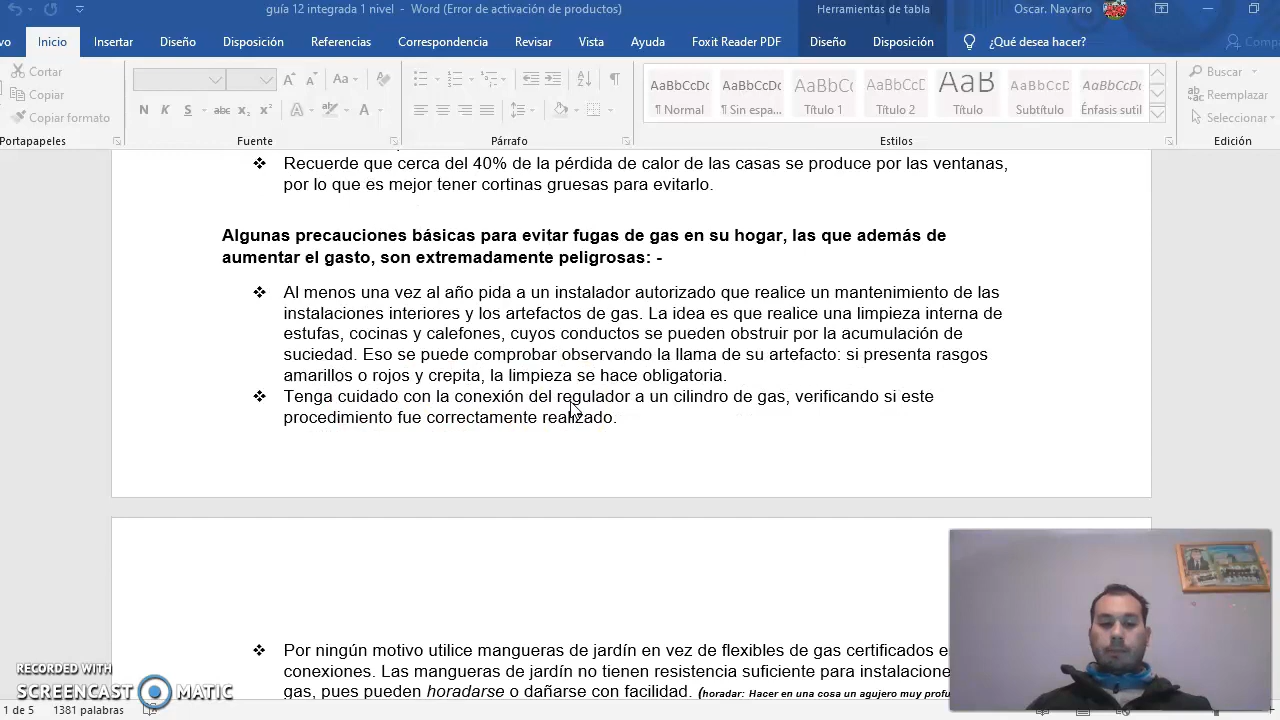 guía 12 integrada 1 nivel - Word (Error de activación de productos)
Herramientas de tabla
Oscar. Navarro
Inicio
Insertar
Diseño
Disposición
Referencias
Correspondencia
Revisar
Vista
Ayuda
Foxit Reader PDF
Diseño
Disposición
¿Qué desea hacer?
Cortar
Copiar
Copiar formato
Portapapeles
N K S abc x₂ x² A A
Aa
Fuente
Párrafo
AaBbCcDc AaBbCcDc AaBbCcDc AaBbCcDc AaB AaBbCcDc AaBbCcDc
¶ Normal
¶ Sin espa...
Título 1
Título 2
Título
Subtítulo
Énfasis sutil
Estilos
Buscar
Reemplazar
Seleccionar
Edición
❖ Recuerde que cerca del 40% de la pérdida de calor de las casas se produce por las ventanas,
por lo que es mejor tener cortinas gruesas para evitarlo.
Algunas precauciones básicas para evitar fugas de gas en su hogar, las que además de
aumentar el gasto, son extremadamente peligrosas: -
❖ Al menos una vez al año pida a un instalador autorizado que realice un mantenimiento de las
instalaciones interiores y los artefactos de gas. La idea es que realice una limpieza interna de
estufas, cocinas y calefones, cuyos conductos se pueden obstruir por la acumulación de
suciedad. Eso se puede comprobar observando la llama de su artefacto: si presenta rasgos
amarillos o rojos y crepita, la limpieza se hace obligatoria.
❖ Tenga cuidado con la conexión del regulador a un cilindro de gas, verificando si este
procedimiento fue correctamente realizado.
❖ Por ningún motivo utilice mangueras de jardín en vez de flexibles de gas certificados
conexiones. Las mangueras de jardín no tienen resistencia suficiente para instalacione
gas, pues pueden horadarse o dañarse con facilidad. (horadar: Hacer en una cosa un agujero muy profu
RECORDED WITH
SCREENCAST MATIC
1 de 5
1381 palabras